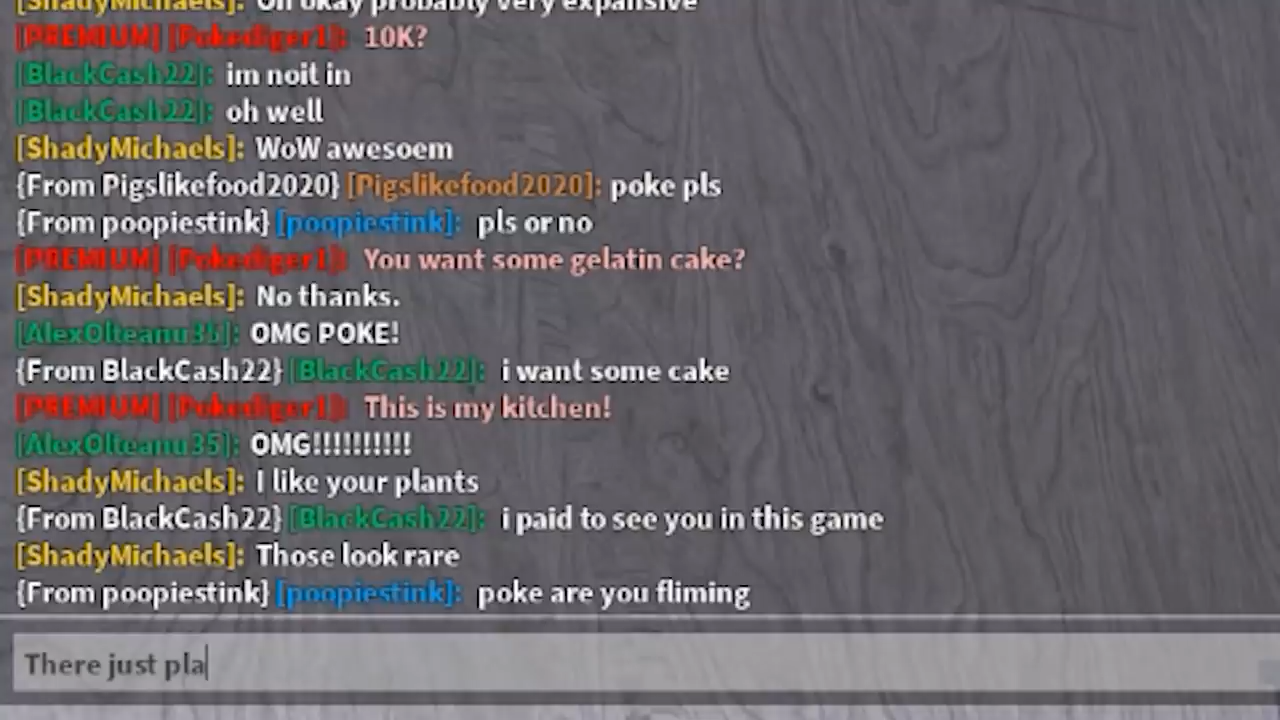 [ShadyMichaels]: Oh okay probably very expansive
[PREMIUM] [Pokediger1]: 10K?
[BlackCash22]: im noit in
[BlackCash22]: oh well
[ShadyMichaels]: WoW awesoem
{From Pigslikefood2020} [Pigslikefood2020]: poke pls
{From poopiestink} [poopiestink]: pls or no
[PREMIUM] [Pokediger1]: You want some gelatin cake?
[ShadyMichaels]: No thanks.
[AlexOlteanu35]: OMG POKE!
{From BlackCash22} [BlackCash22]: i want some cake
[PREMIUM] [Pokediger1]: This is my kitchen!
[AlexOlteanu35]: OMG!!!!!!!!!!
[ShadyMichaels]: I like your plants
{From BlackCash22} [BlackCash22]: i paid to see you in this game
[ShadyMichaels]: Those look rare
{From poopiestink} [poopiestink]: poke are you fliming
There just pla